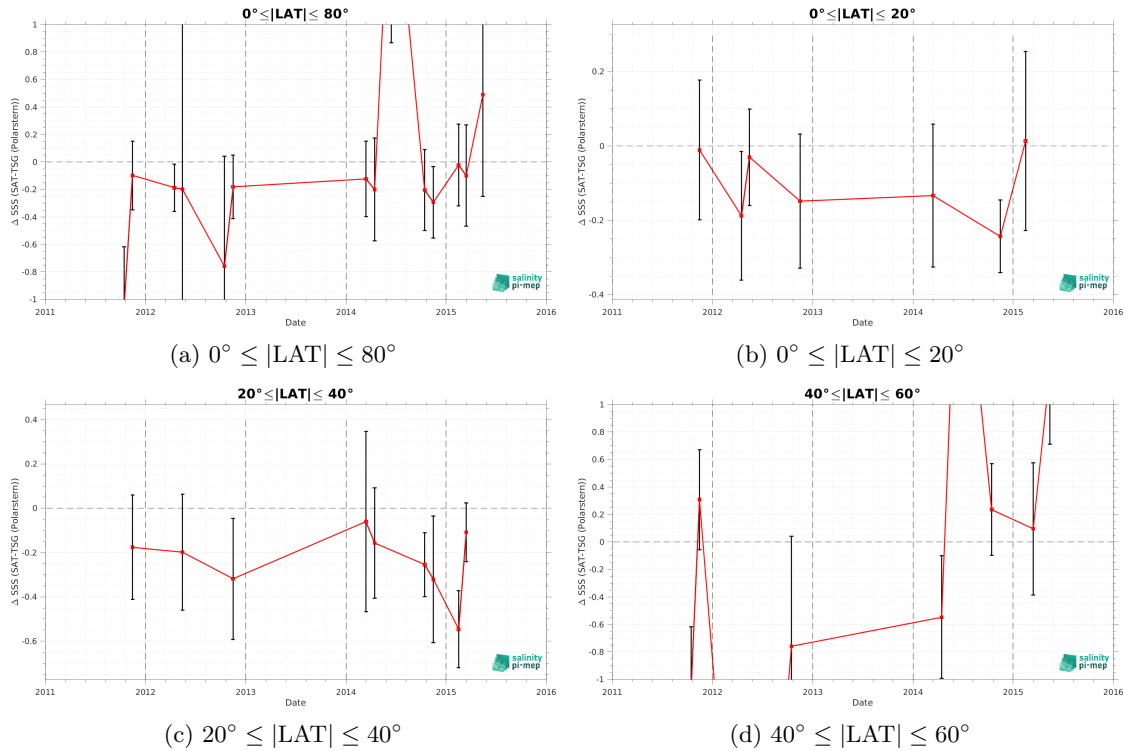 0°≤|LAT|≤ 80°
Δ SSS (SAT-TSG (Polarstern))
1
0.8
0.6
0.4
0.2
0
-0.2
-0.4
-0.6
-0.8
-1
2011 2012 2013 2014 2015 2016
Date
salinity
pi-mep
(a) 0° ≤ |LAT| ≤ 80°
0°≤|LAT|≤ 20°
Δ SSS (SAT-TSG (Polarstern))
0.2
0
-0.2
-0.4
2011 2012 2013 2014 2015 2016
Date
salinity
pi-mep
(b) 0° ≤ |LAT| ≤ 20°
20°≤|LAT|≤ 40°
Δ SSS (SAT-TSG (Polarstern))
0.4
0.2
0
-0.2
-0.4
-0.6
2011 2012 2013 2014 2015 2016
Date
salinity
pi-mep
(c) 20° ≤ |LAT| ≤ 40°
40°≤|LAT|≤ 60°
Δ SSS (SAT-TSG (Polarstern))
1
0.8
0.6
0.4
0.2
0
-0.2
-0.4
-0.6
-0.8
-1
2011 2012 2013 2014 2015 2016
Date
salinity
pi-mep
(d) 40° ≤ |LAT| ≤ 60°